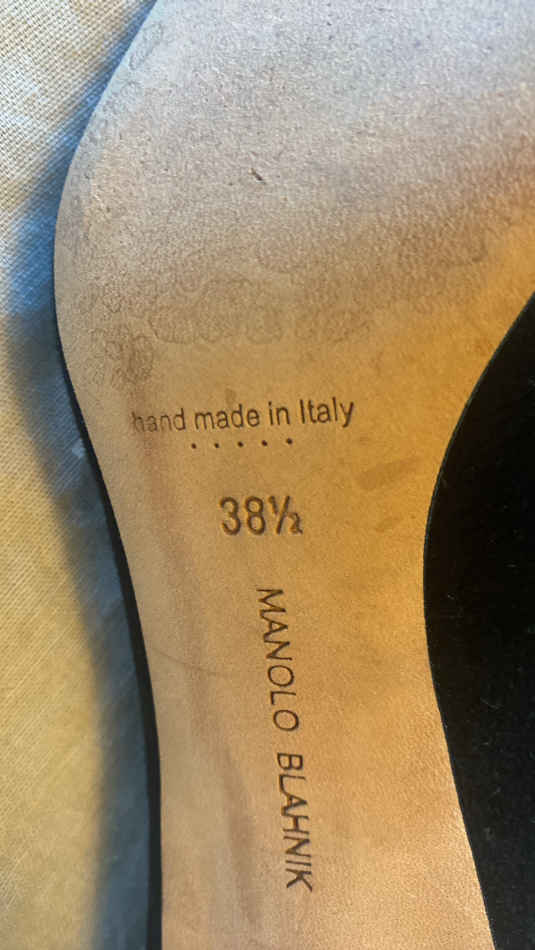 hand made in Italy
• • • • •
38½
MANOLO BLAHNIK